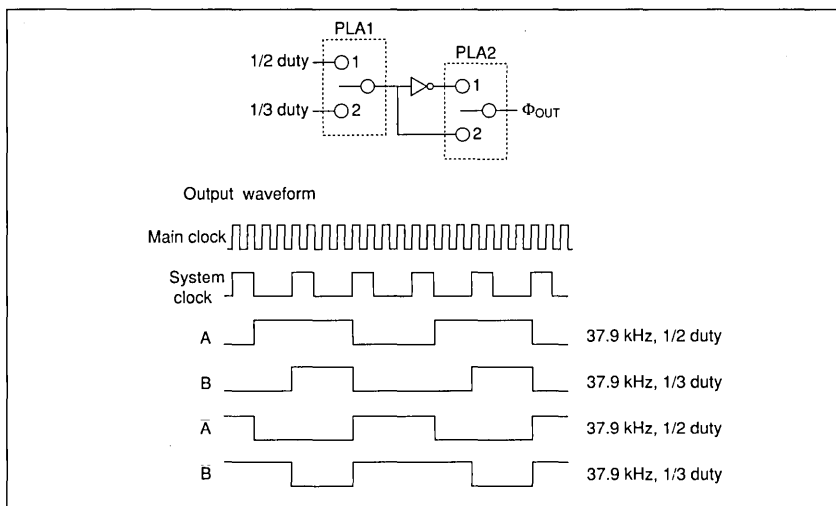 PLA1
PLA2
1/2 duty
1
1
1/3 duty
2
ΦOUT
2
Output waveform
Main clock
System
clock
A
37.9 kHz, 1/2 duty
B
37.9 kHz, 1/3 duty
A̅
37.9 kHz, 1/2 duty
B̅
37.9 kHz, 1/3 duty